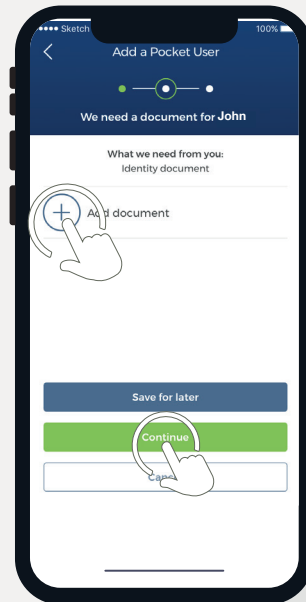 Sketch 100%
Add a Pocket User
We need a document for John
What we need from you:
Identity document
Add document
Save for later
Continue
Cancel